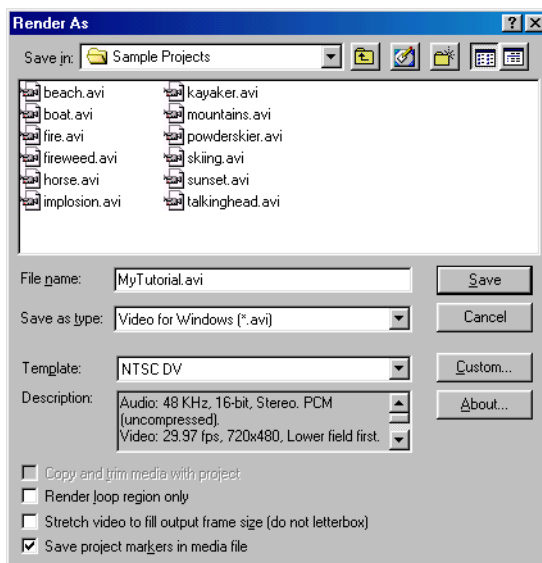 Render As
Save in: Sample Projects
beach.avi kayaker.avi
boat.avi mountains.avi
fire.avi powderskier.avi
fireweed.avi skiing.avi
horse.avi sunset.avi
implosion.avi talkinghead.avi
File name: MyTutorial.avi Save
Save as type: Video for Windows (*.avi) Cancel
Template: NTSC DV Custom...
Description: Audio: 48 KHz, 16-bit, Stereo. PCM About...
(uncompressed).
Video: 29.97 fps, 720x480, Lower field first.
Copy and trim media with project
Render loop region only
Stretch video to fill output frame size (do not letterbox)
Save project markers in media file